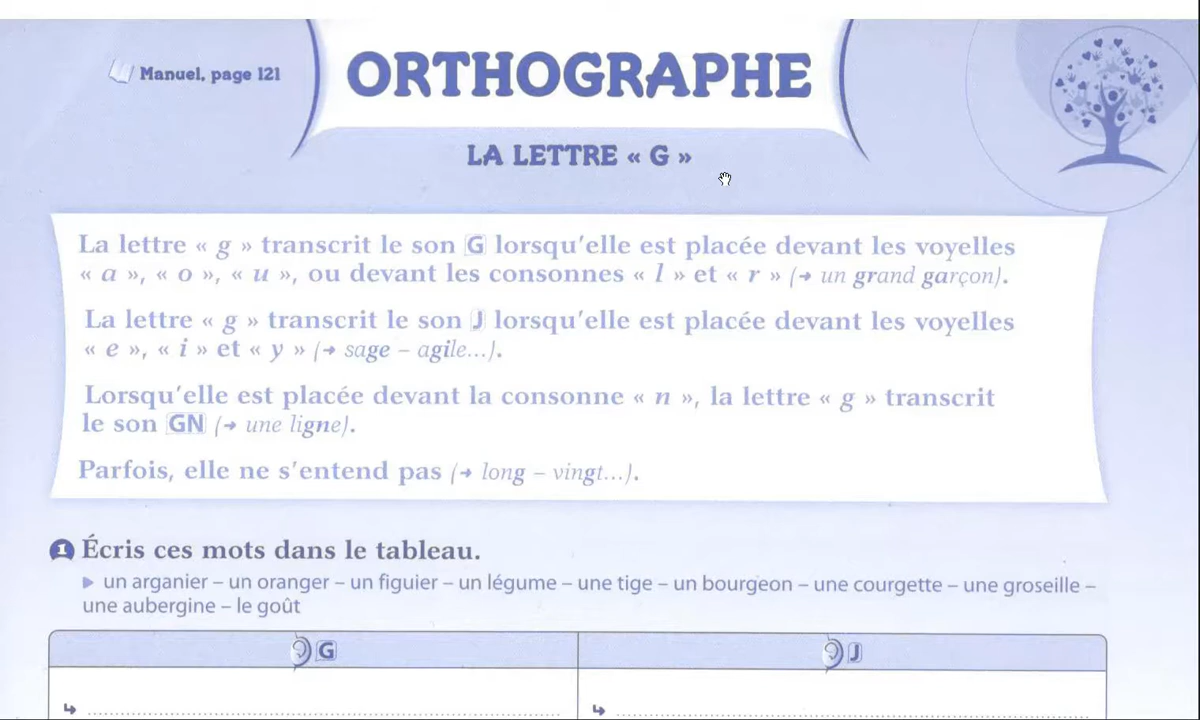 Manuel, page 121
ORTHOGRAPHE
LA LETTRE « G »
La lettre « g » transcrit le son G lorsqu'elle est placée devant les voyelles
« a », « o », « u », ou devant les consonnes « l » et « r » (→ un grand garçon).
La lettre « g » transcrit le son J lorsqu'elle est placée devant les voyelles
« e », « i » et « y » (→ sage – agile...).
Lorsqu'elle est placée devant la consonne « n », la lettre « g » transcrit
le son GN (→ une ligne).
Parfois, elle ne s'entend pas (→ long – vingt...).
1 Écris ces mots dans le tableau.
▶ un arganier – un oranger – un figuier – un légume – une tige – un bourgeon – une courgette – une groseille –
une aubergine – le goût
G
J